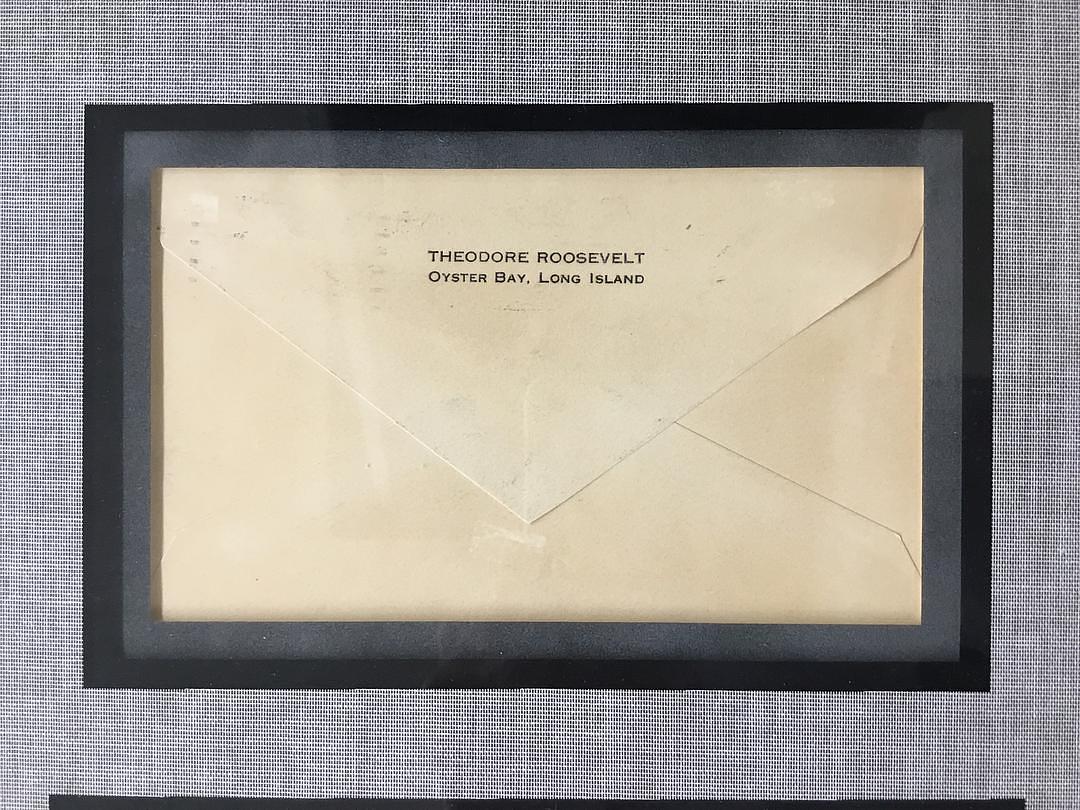 THEODORE ROOSEVELT
OYSTER BAY, LONG ISLAND